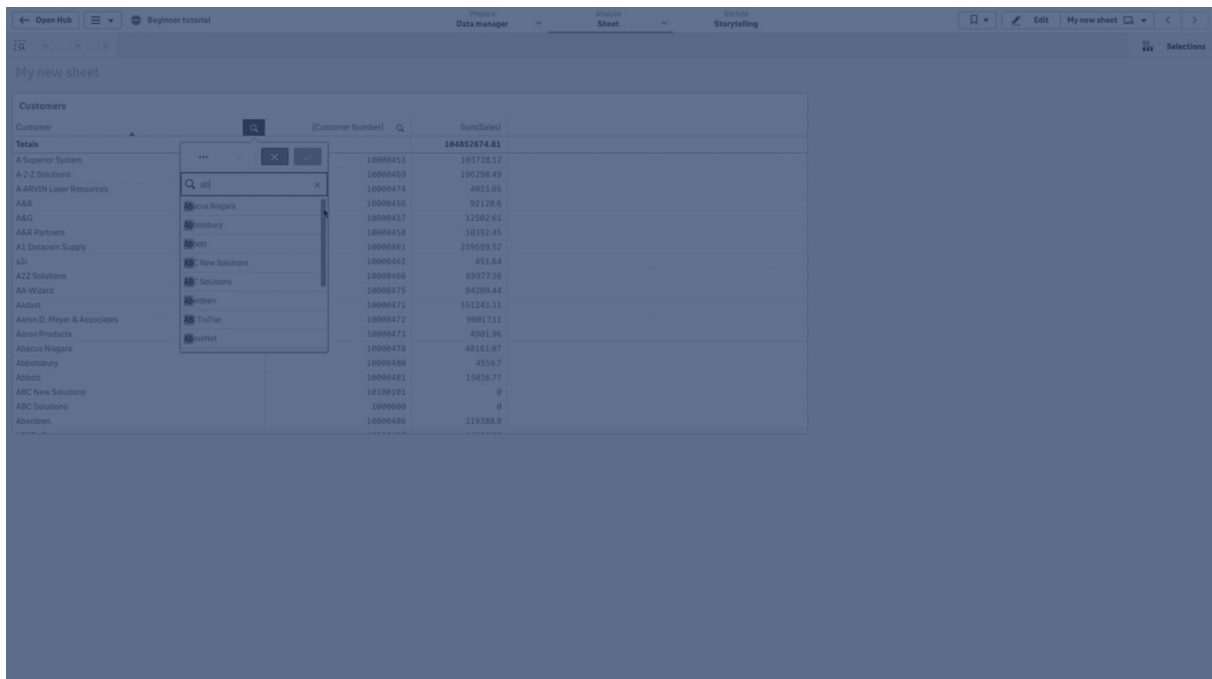 Open Hub
Beginner tutorial
Prepare
Data manager
Analyze
Sheet
Narrate
Storytelling
Edit
My new sheet
Selections
My new sheet
Customers
Customer [Customer Number] Sum(Sales)
Totals 104852674.81
A Superior System 10000453 103728.12
A-2-Z Solutions 10000469 196298.49
A-ARVIN Laser Resources 10000474 4053.05
A&B 10000456 92120.6
A&G 10000457 12502.61
A&R Partners 10000458 30392.45
A1 Datacom Supply 10000461 259599.52
a2i 10000462 451.64
A2Z Solutions 10000466 69977.36
AA-Wizard 10000475 94209.44
Aadast 10000471 351243.31
Aaron D. Meyer & Associates 10000472 90017.11
Aaron Products 10000473 4901.96
Abacus Niagara 10000478 48161.07
Abbotsbury 10000480 4556.7
Abbott 10000481 15036.77
ABC New Solutions 10100101 0
ABC Solutions 1000000 0
Aberdeen 10000486 319388.9
ab
Abacus Niagara
Abbotsbury
Abbott
ABC New Solutions
ABC Solutions
Aberdeen
ABI TruTrac
AboveNet